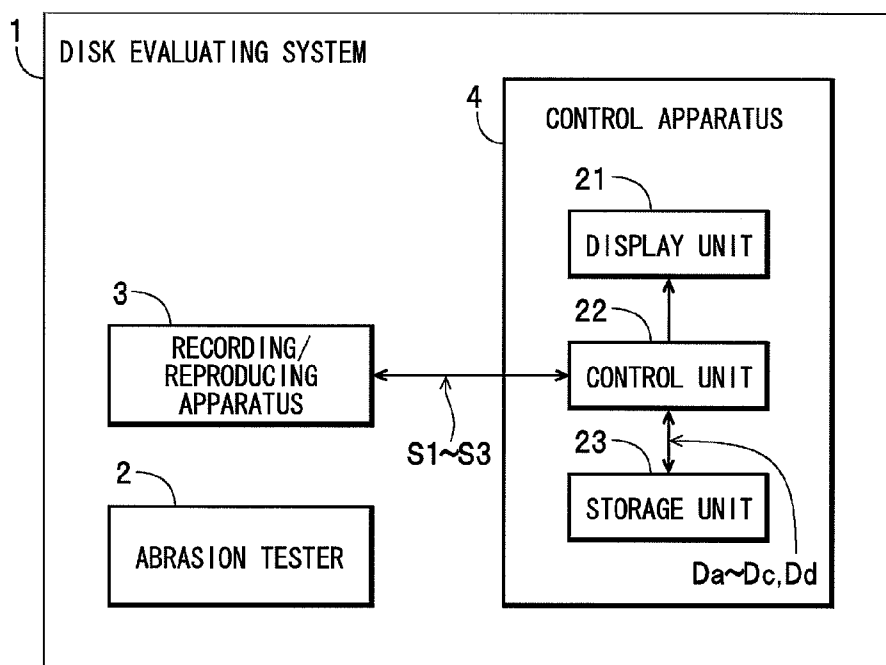 1
DISK EVALUATING SYSTEM
4
CONTROL APPARATUS
21
DISPLAY UNIT
3
RECORDING/
REPRODUCING
APPARATUS
22
CONTROL UNIT
S1~S3
2
ABRASION TESTER
23
STORAGE UNIT
Da~Dc,Dd